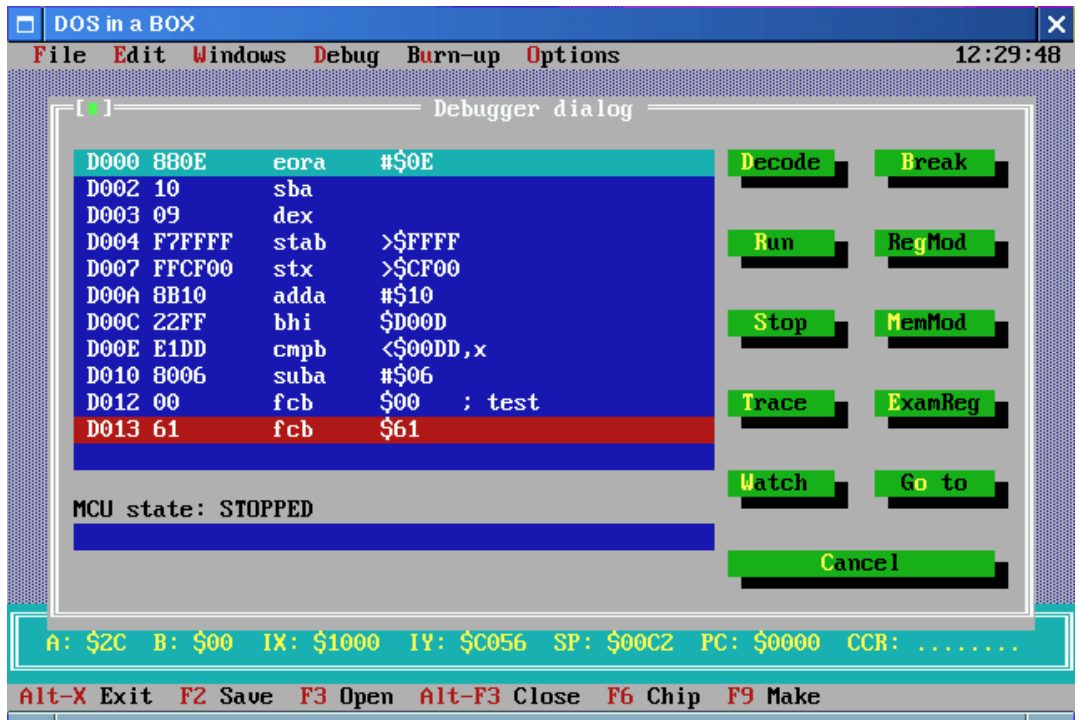 DOS in a BOX
File Edit Windows Debug Burn-up Options 12:29:48
[■] Debugger dialog
D000 880E eora #$0E
D002 10 sba
D003 09 dex
D004 F7FFFF stab >$FFFF
D007 FFCF00 stx >$CF00
D00A 8B10 adda #$10
D00C 22FF bhi $D00D
D00E E1DD cmpb <$00DD,x
D010 8006 suba #$06
D012 00 fcb $00 ; test
D013 61 fcb $61
Decode Break
Run RegMod
Stop MemMod
Trace ExamReg
Watch Go to
Cancel
MCU state: STOPPED
A: $2C B: $00 IX: $1000 IY: $C056 SP: $00C2 PC: $0000 CCR: ........
Alt-X Exit F2 Save F3 Open Alt-F3 Close F6 Chip F9 Make